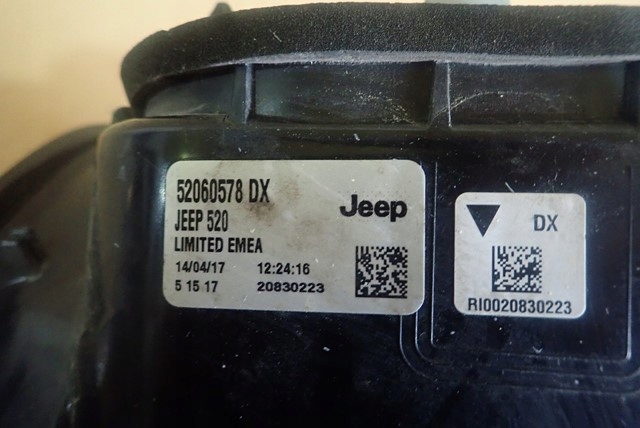 52060578 DX
JEEP 520
LIMITED EMEA
Jeep
14/04/17 12:24:16
5 15 17 20830223
DX
RI0020830223